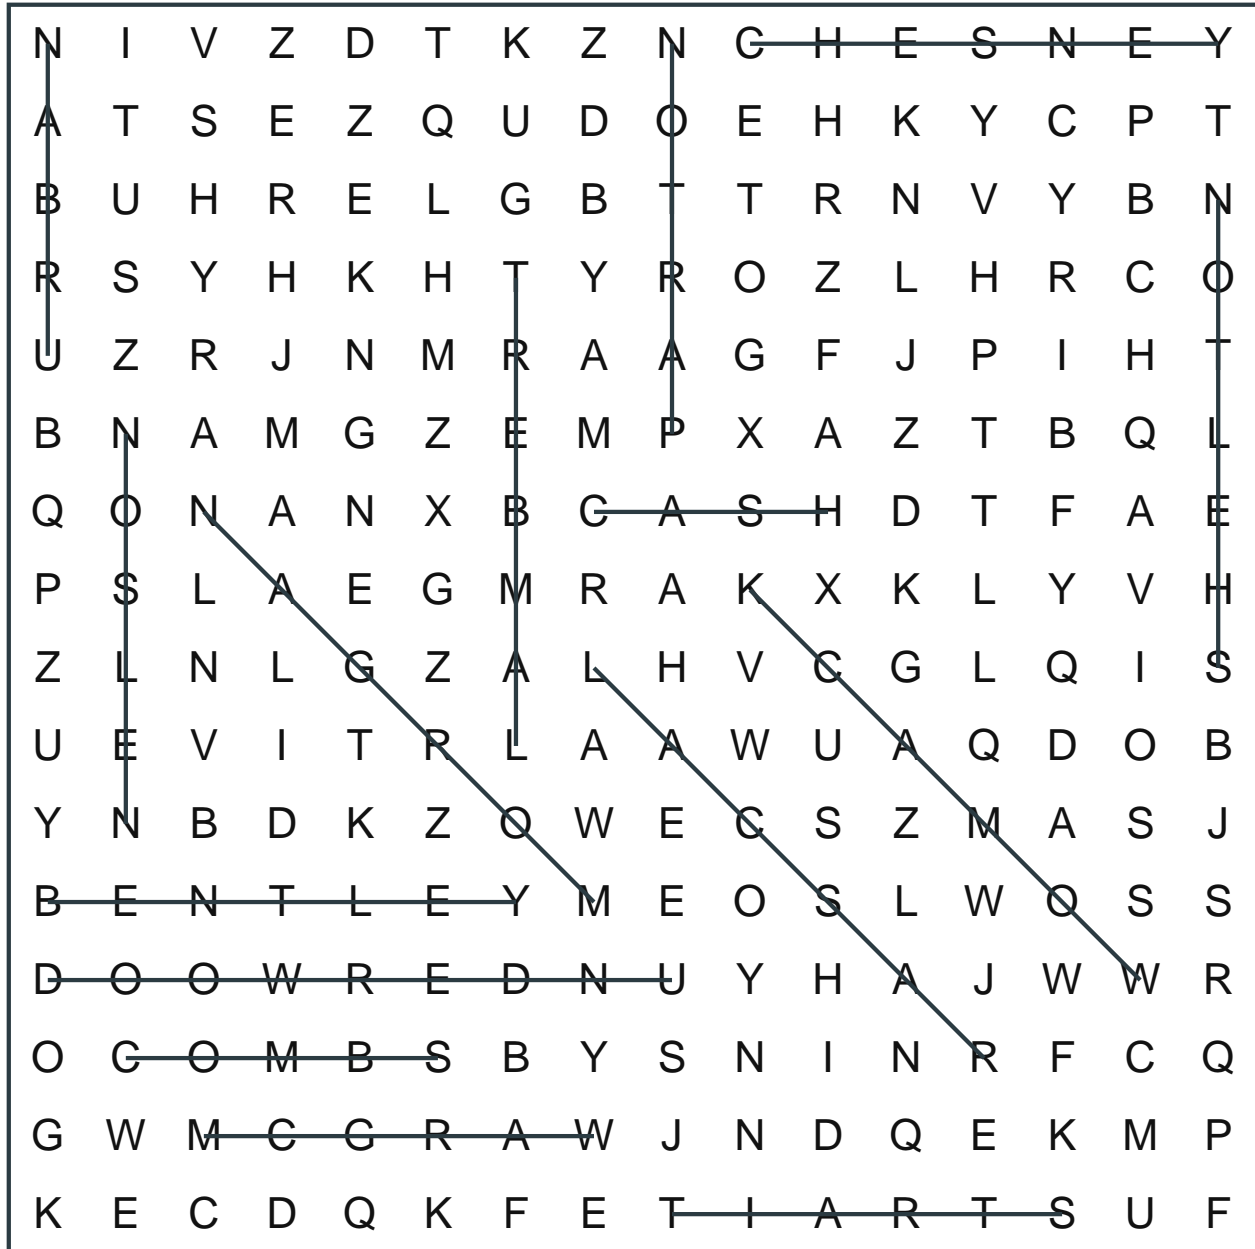 N I V Z D T K Z N C H E S N E Y
A T S E Z Q U D O E H K Y C P T
B U H R E L G B T T R N V Y B N
R S Y H K H T Y R O Z L H R C O
U Z R J N M R A A G F J P I H T
B N A M G Z E M P X A Z T B Q L
Q O N A N X B C A S H D T F A E
P S L A E G M R A K X K L Y V H
Z L N L G Z A L H V C G L Q I S
U E V I T R L A A W U A Q D O B
Y N B D K Z O W E C S Z M A S J
B E N T L E Y M E O S L W O S S
D O O W R E D N U Y H A J W W R
O C O M B S B Y S N I N R F C Q
G W M C G R A W J N D Q E K M P
K E C D Q K F E T I A R T S U F